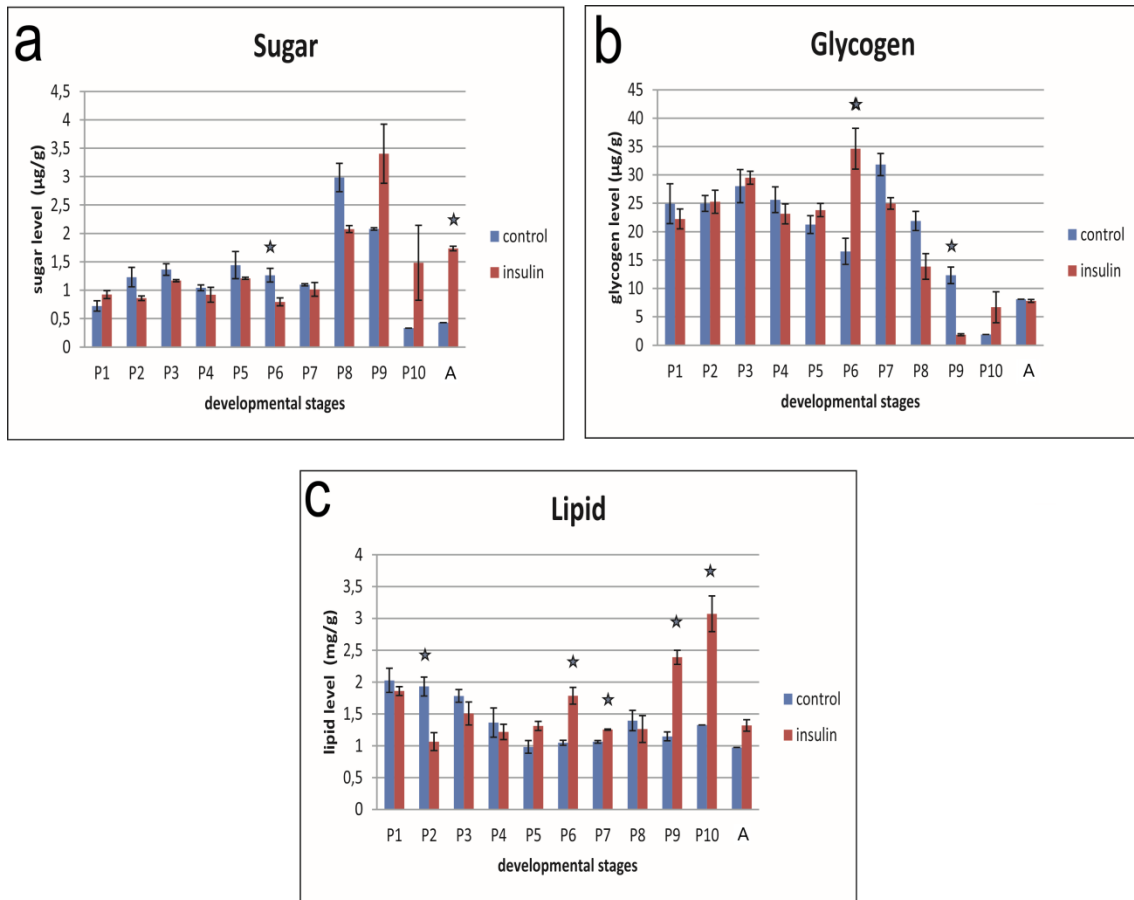 a
Sugar
4,5
4
3,5
3
2,5
2
1,5
1
0,5
0
sugar level (µg/g)
P1 P2 P3 P4 P5 P6 P7 P8 P9 P10 A
developmental stages
control
insulin
b
Glycogen
45
40
35
30
25
20
15
10
5
0
glycogen level (µg/g)
P1 P2 P3 P4 P5 P6 P7 P8 P9 P10 A
developmental stages
control
insulin
c
Lipid
4
3,5
3
2,5
2
1,5
1
0,5
0
lipid level (mg/g)
P1 P2 P3 P4 P5 P6 P7 P8 P9 P10 A
developmental stages
control
insulin